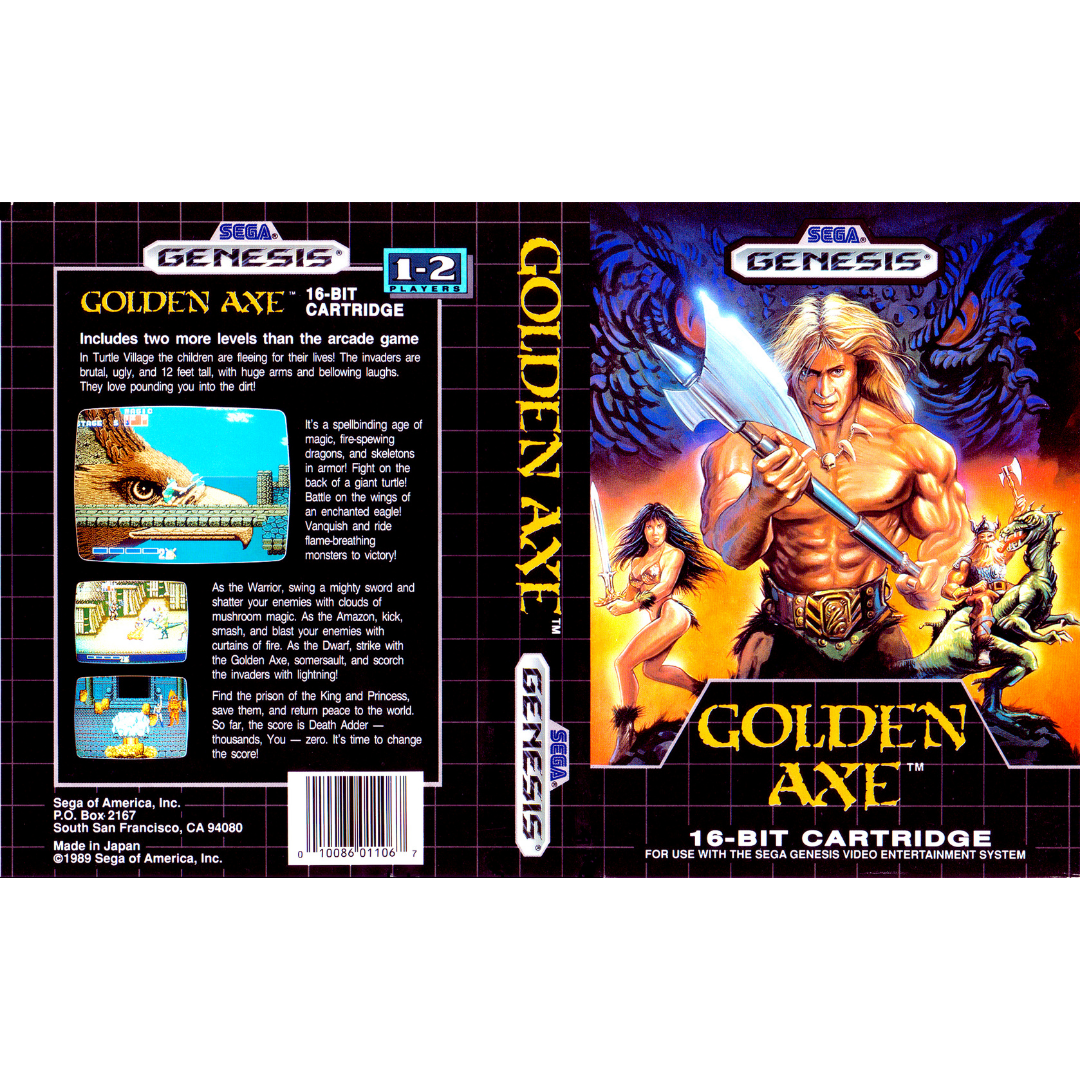 SEGA®
GENESIS®
1-2
PLAYERS
GOLDEN AXE™ 16-BIT
CARTRIDGE
Includes two more levels than the arcade game
In Turtle Village the children are fleeing for their lives! The invaders are
brutal, ugly, and 12 feet tall, with huge arms and bellowing laughs.
They love pounding you into the dirt!
It's a spellbinding age of
magic, fire-spewing
dragons, and skeletons
in armor! Fight on the
back of a giant turtle!
Battle on the wings of
an enchanted eagle!
Vanquish and ride
flame-breathing
monsters to victory!
As the Warrior, swing a mighty sword and
shatter your enemies with clouds of
mushroom magic. As the Amazon, kick,
smash, and blast your enemies with
curtains of fire. As the Dwarf, strike with
the Golden Axe, somersault, and scorch
the invaders with lightning!
Find the prison of the King and Princess,
save them, and return peace to the world.
So far, the score is Death Adder —
thousands, You — zero. It's time to change
the score!
Sega of America, Inc.
P.O. Box 2167
South San Francisco, CA 94080
Made in Japan
©1989 Sega of America, Inc.
0 10086 01106 7
GOLDEN AXE™
SEGA®
GENESIS®
SEGA®
GENESIS®
GOLDEN
AXE™
16-BIT CARTRIDGE
FOR USE WITH THE SEGA GENESIS VIDEO ENTERTAINMENT SYSTEM